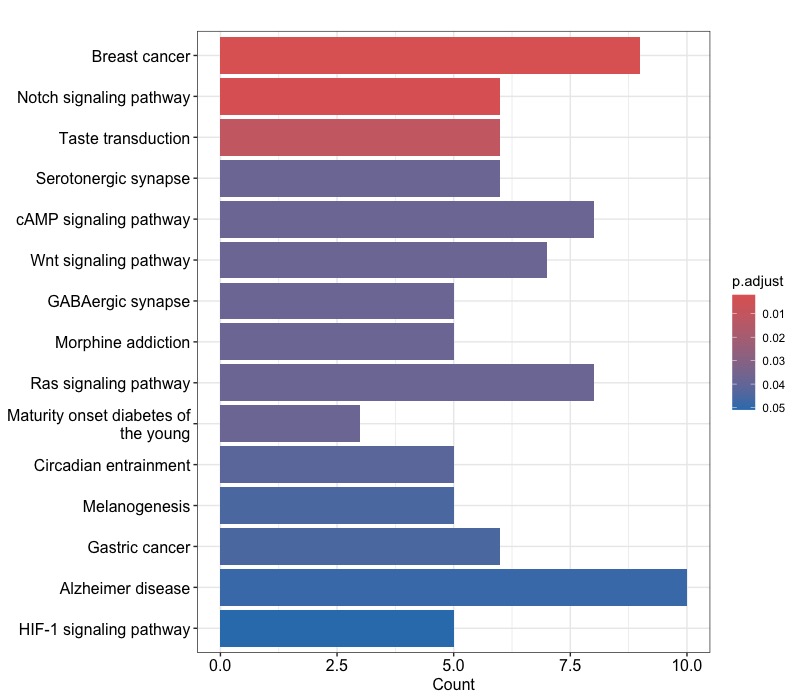 Breast cancer
Notch signaling pathway
Taste transduction
Serotonergic synapse
cAMP signaling pathway
Wnt signaling pathway
GABAergic synapse
Morphine addiction
Ras signaling pathway
Maturity onset diabetes of
the young
Circadian entrainment
Melanogenesis
Gastric cancer
Alzheimer disease
HIF-1 signaling pathway
0.0 2.5 5.0 7.5 10.0
Count
p.adjust
0.01
0.02
0.03
0.04
0.05